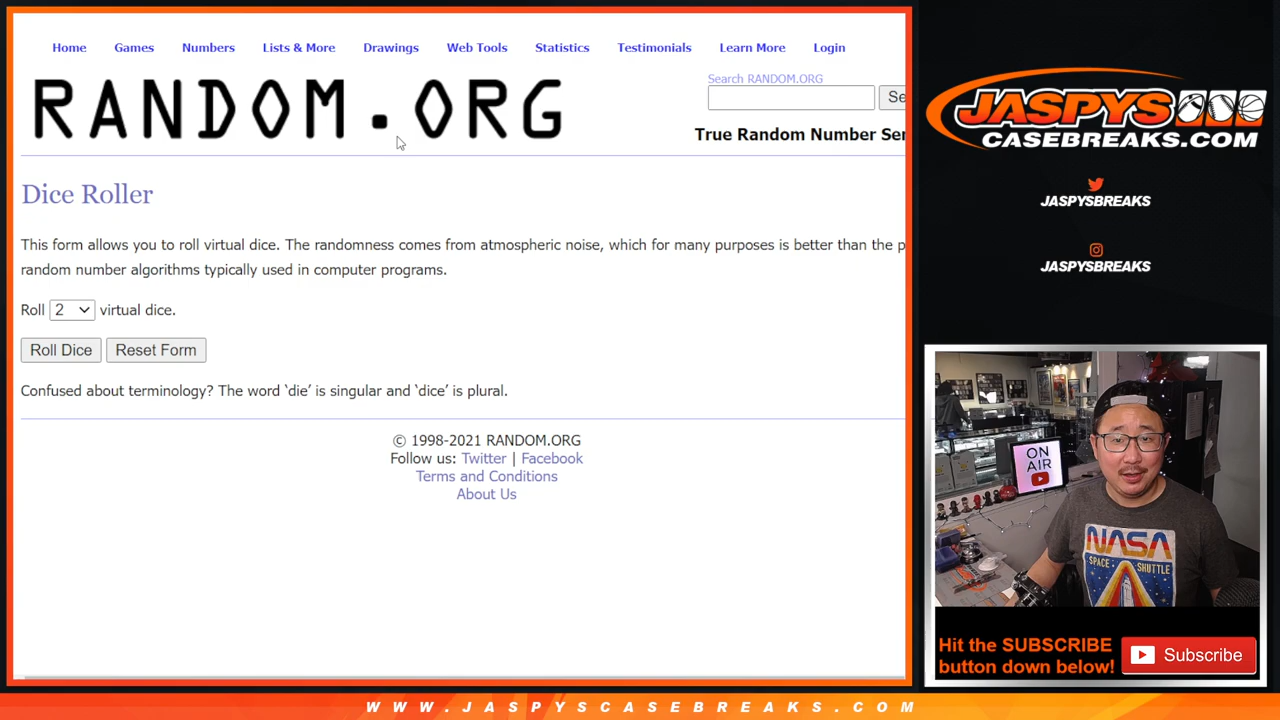 Home Games Numbers Lists & More Drawings Web Tools Statistics Testimonials Learn More Login
RANDOM.ORG
Search RANDOM.ORG
Se
True Random Number Ser
Dice Roller
This form allows you to roll virtual dice. The randomness comes from atmospheric noise, which for many purposes is better than the p
random number algorithms typically used in computer programs.
Roll 2 virtual dice.
Roll Dice Reset Form
Confused about terminology? The word ‘die’ is singular and ‘dice’ is plural.
© 1998-2021 RANDOM.ORG
Follow us: Twitter | Facebook
Terms and Conditions
About Us
JASPYS
CASEBREAKS.COM
JASPYSBREAKS
JASPYSBREAKS
ON
AIR
NASA
SPACE SHUTTLE
Hit the SUBSCRIBE
button down below!
Subscribe
WWW.JASPYSCASEBREAKS.COM